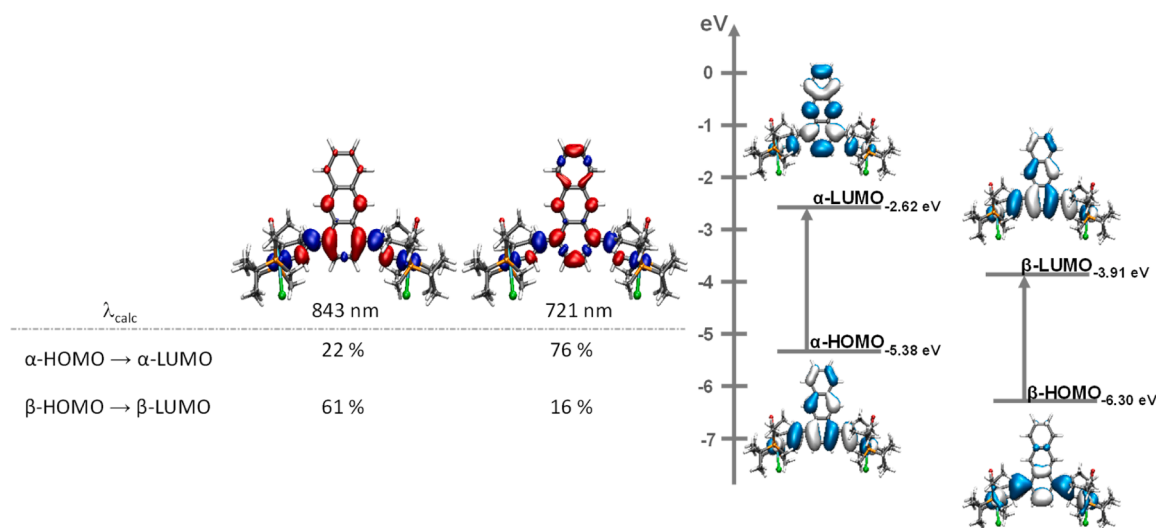 λcalc 843 nm 721 nm
α-HOMO → α-LUMO 22 % 76 %
β-HOMO → β-LUMO 61 % 16 %
eV
0
-1
-2
-3
-4
-5
-6
-7
α-LUMO -2.62 eV
α-HOMO -5.38 eV
β-LUMO -3.91 eV
β-HOMO -6.30 eV